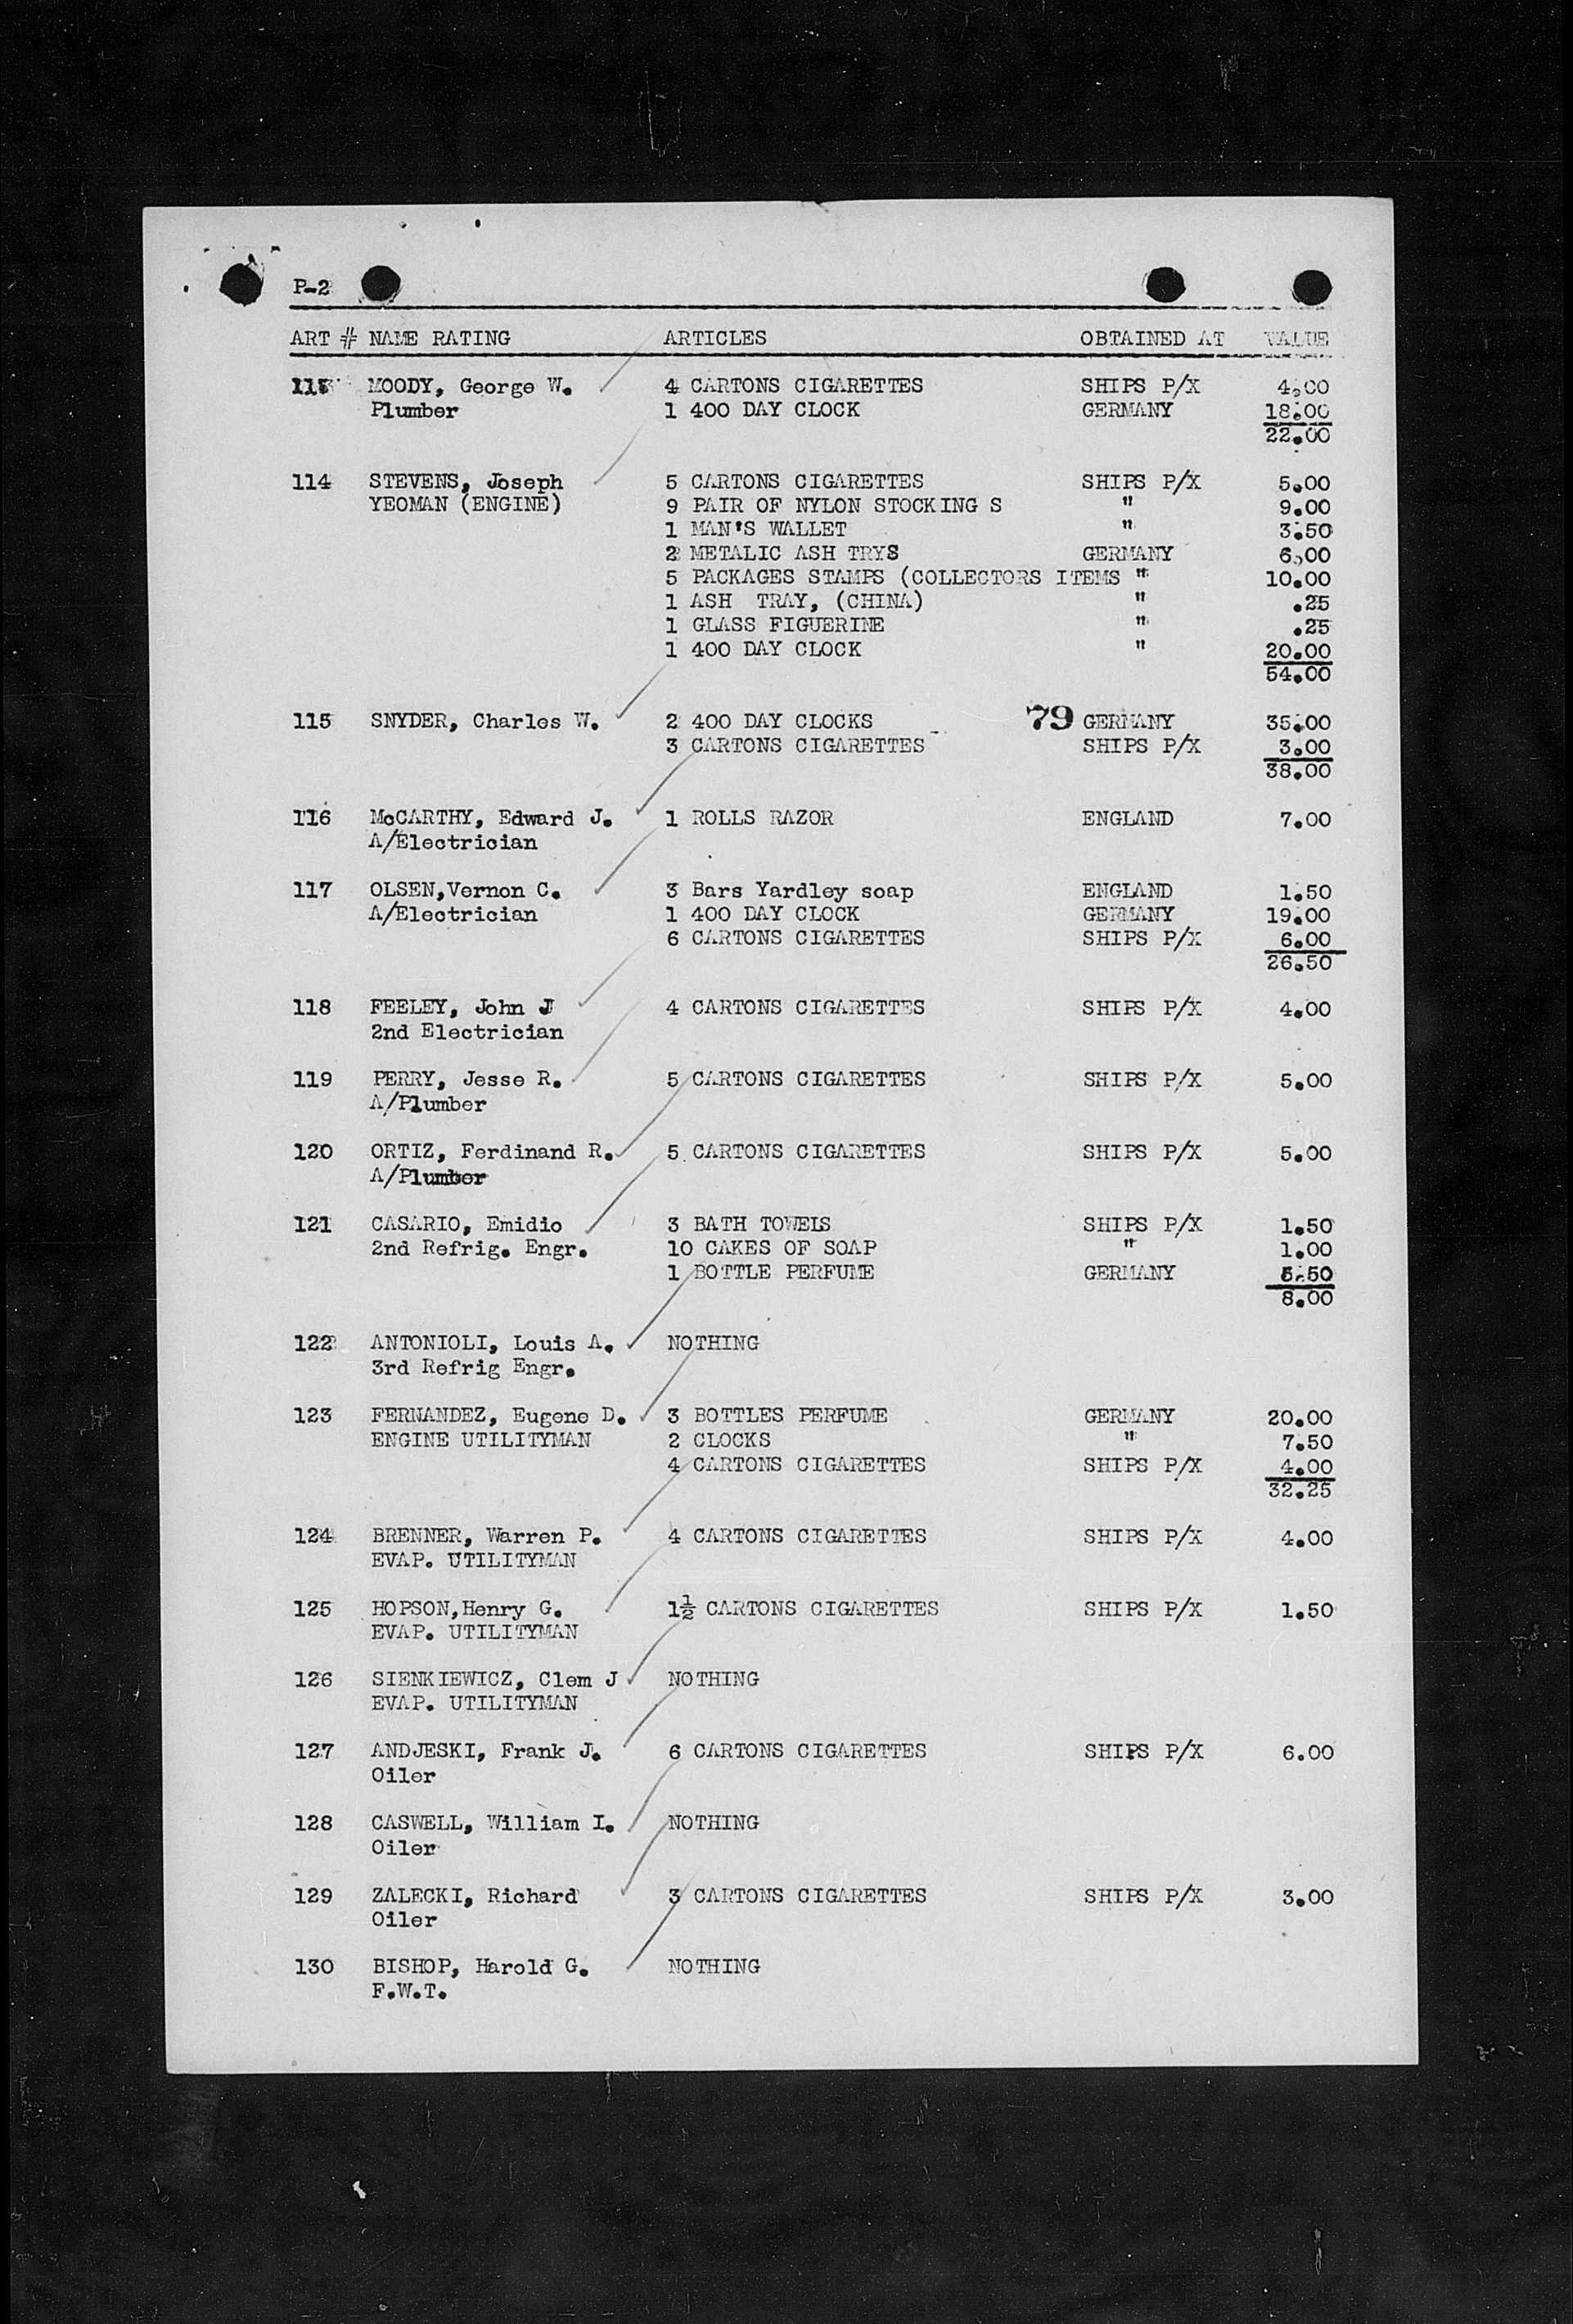 P-2
ART # NAME RATING ARTICLES OBTAINED AT VALUE
MOODY, George W. 4 CARTONS CIGARETTES SHIPS P/X 4.00
Plumber 1 400 DAY CLOCK GERMANY 18.00
22.00
114 STEVENS, Joseph 5 CARTONS CIGARETTES SHIPS P/X 5.00
YEOMAN (ENGINE) 9 PAIR OF NYLON STOCKING S " 9.00
1 MAN'S WALLET " 3.50
2 METALIC ASH TRYS GERMANY 6.00
5 PACKAGES STAMPS (COLLECTORS ITEMS " 10.00
1 ASH TRAY, (CHINA) " .25
1 GLASS FIGUERINE " .25
1 400 DAY CLOCK " 20.00
54.00
115 SNYDER, Charles W. 2 400 DAY CLOCKS 79 GERMANY 35.00
3 CARTONS CIGARETTES SHIPS P/X 3.00
38.00
116 McCARTHY, Edward J. 1 ROLLS RAZOR ENGLAND 7.00
A/Electrician
117 OLSEN,Vernon C. 3 Bars Yardley soap ENGLAND 1.50
A/Electrician 1 400 DAY CLOCK GERMANY 19.00
6 CARTONS CIGARETTES SHIPS P/X 6.00
26.50
118 FEELEY, John J 4 CARTONS CIGARETTES SHIPS P/X 4.00
2nd Electrician
119 PERRY, Jesse R. 5 CARTONS CIGARETTES SHIPS P/X 5.00
A/Plumber
120 ORTIZ, Ferdinand R. 5 CARTONS CIGARETTES SHIPS P/X 5.00
A/Plumber
121 CASARIO, Emidio 3 BATH TOWELS SHIPS P/X 1.50
2nd Refrig. Engr. 10 CAKES OF SOAP " 1.00
1 BOTTLE PERFUME GERMANY
8.00
122 ANTONIOLI, Louis A. NOTHING
3rd Refrig Engr.
123 FERNANDEZ, Eugene D. 3 BOTTLES PERFUME GERMANY 20.00
ENGINE UTILITYMAN 2 CLOCKS " 7.50
4 CARTONS CIGARETTES SHIPS P/X 4.00
32.25
124 BRENNER, Warren P. 4 CARTONS CIGARETTES SHIPS P/X 4.00
EVAP. UTILITYMAN
125 HOPSON,Henry G. 1½ CARTONS CIGARETTES SHIPS P/X 1.50
EVAP. UTILITYMAN
126 SIENKIEWICZ, Clem J NOTHING
EVAP. UTILITYMAN
127 ANDJESKI, Frank J. 6 CARTONS CIGARETTES SHIPS P/X 6.00
Oiler
128 CASWELL, William I. NOTHING
Oiler
129 ZALECKI, Richard 3 CARTONS CIGARETTES SHIPS P/X 3.00
Oiler
130 BISHOP, Harold G. NOTHING
F.W.T.